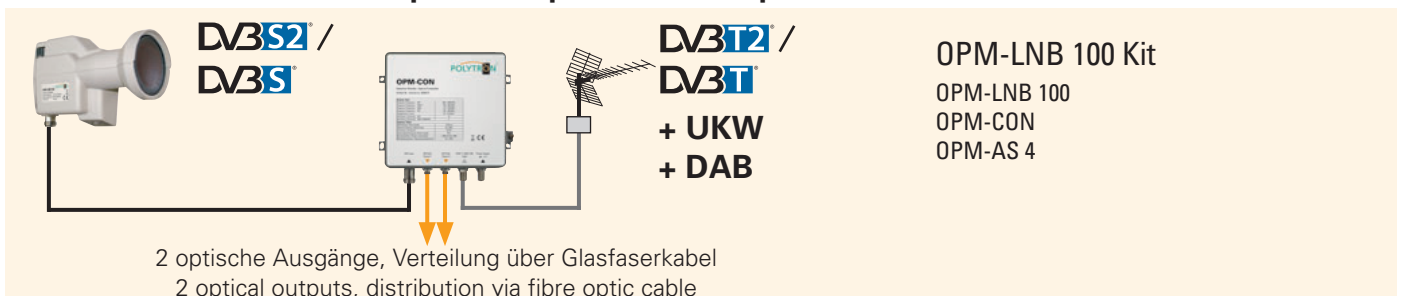 DVB S2® /
DVB S®
POLYTRON
OPM-CON
DVB T2® /
DVB T®
+ UKW
+ DAB
OPM-LNB 100 Kit
OPM-LNB 100
OPM-CON
OPM-AS 4
2 optische Ausgänge, Verteilung über Glasfaserkabel
2 optical outputs, distribution via fibre optic cable